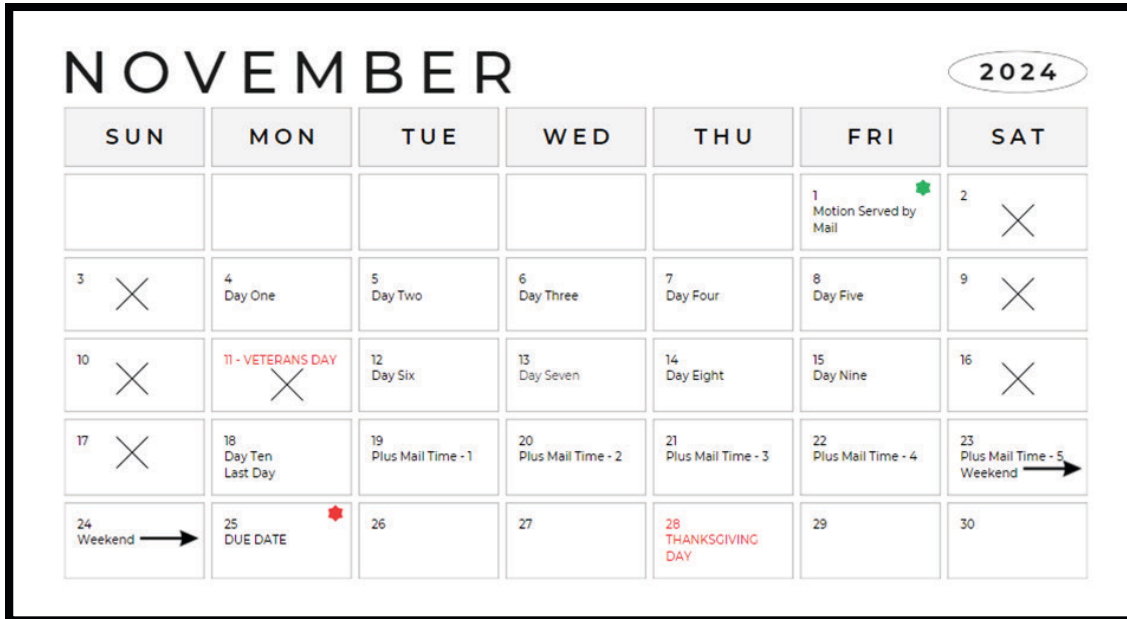 NOVEMBER
2024
SUN
MON
TUE
WED
THU
FRI
SAT
1
Motion Served by
Mail
2
3
4
Day One
5
Day Two
6
Day Three
7
Day Four
8
Day Five
9
10
11 - VETERANS DAY
12
Day Six
13
Day Seven
14
Day Eight
15
Day Nine
16
17
18
Day Ten
Last Day
19
Plus Mail Time - 1
20
Plus Mail Time - 2
21
Plus Mail Time - 3
22
Plus Mail Time - 4
23
Plus Mail Time - 5
Weekend
24
Weekend
25
DUE DATE
26
27
28
THANKSGIVING
DAY
29
30